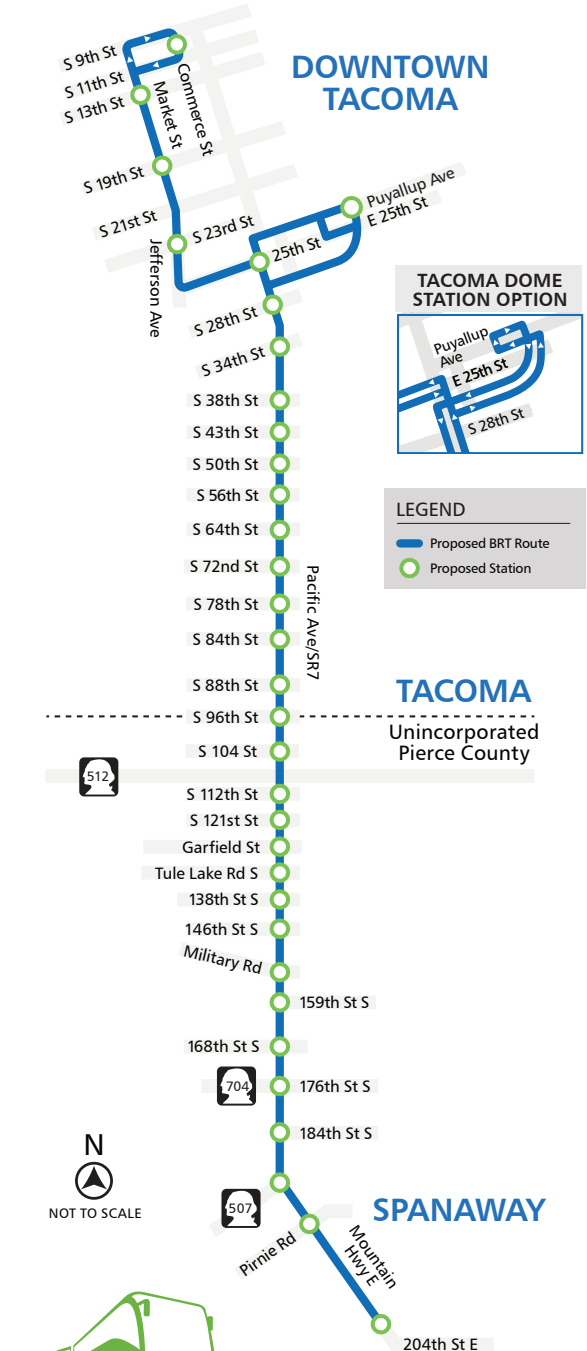 DOWNTOWN
TACOMA
S 9th St
S 11th St
S 13th St
Commerce St
Market St
S 19th St
S 21st St
S 23rd St
Jefferson Ave
Puyallup Ave
E 25th St
25th St
S 28th St
S 34th St
TACOMA DOME
STATION OPTION
Puyallup
Ave
E 25th St
S 28th St
S 38th St
S 43th St
S 50th St
S 56th St
LEGEND
Proposed BRT Route
Proposed Station
S 64th St
S 72nd St
Pacific Ave/SR7
S 78th St
S 84th St
S 88th St
TACOMA
S 96th St
Unincorporated
Pierce County
S 104 St
512
S 112th St
S 121st St
Garfield St
Tule Lake Rd S
138th St S
146th St S
Military Rd
159th St S
168th St S
704
176th St S
184th St S
N
NOT TO SCALE
507
SPANAWAY
Pirnie Rd
Mountain
Hwy E
204th St E